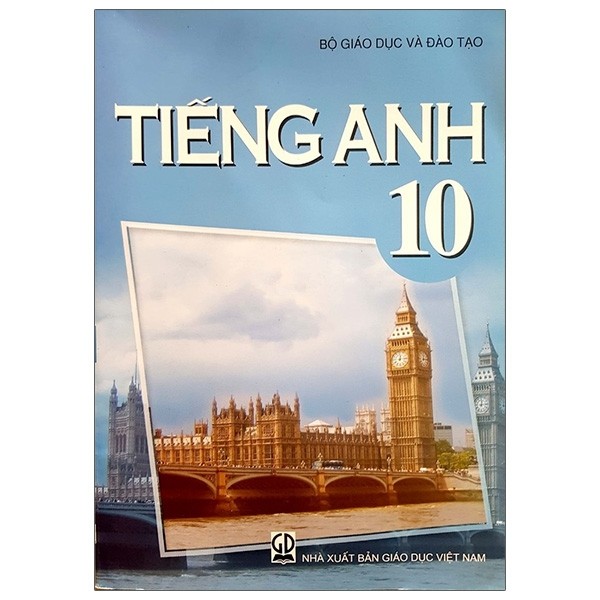 BỘ GIÁO DỤC VÀ ĐÀO TẠO
TIẾNG ANH
10
GD
NHÀ XUẤT BẢN GIÁO DỤC VIỆT NAM